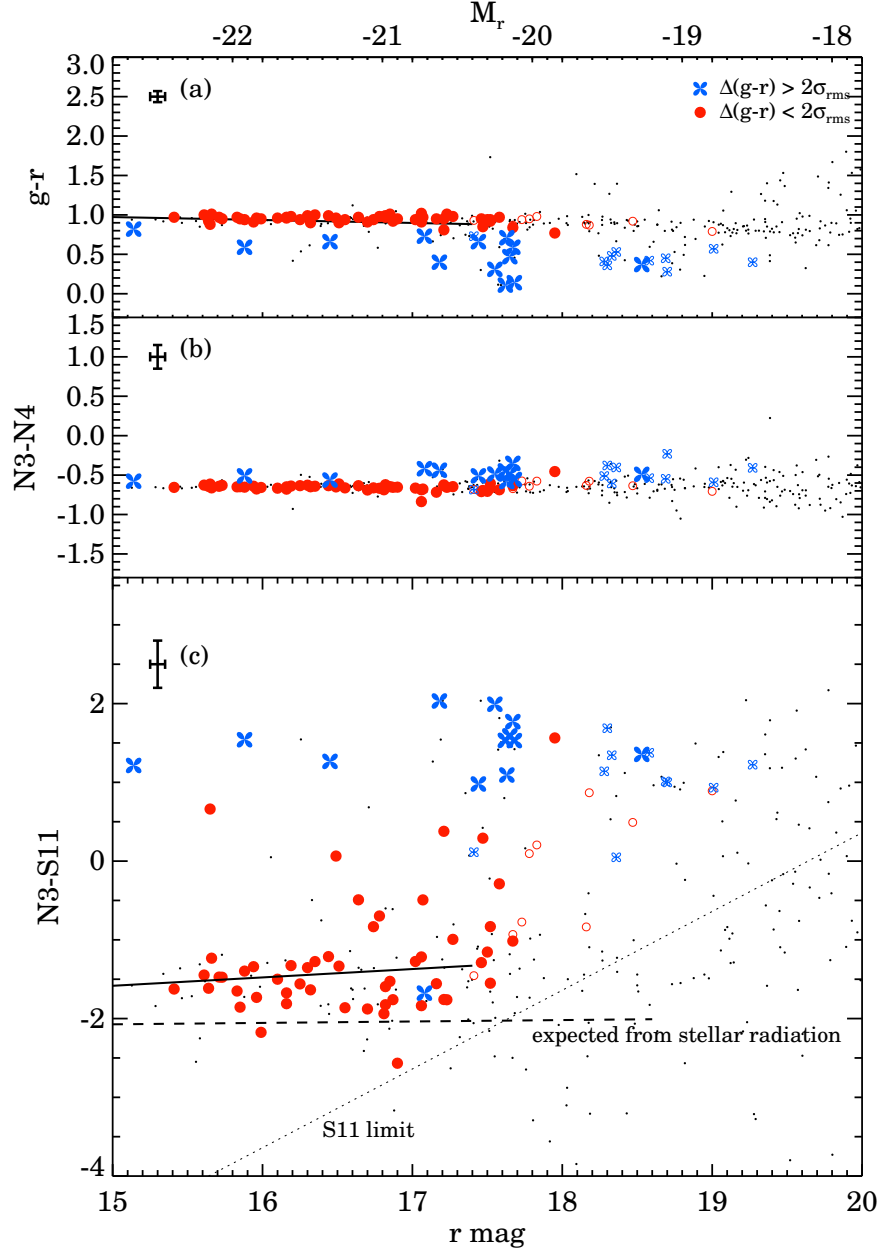 M_r
-22 -21 -20 -19 -18
3.0
2.5
2.0
1.5
1.0
0.5
0.0
g-r
(a)
Δ(g-r) > 2σ_rms
Δ(g-r) < 2σ_rms
1.5
1.0
0.5
0.0
-0.5
-1.0
-1.5
N3-N4
(b)
2
0
-2
-4
N3-S11
(c)
expected from stellar radiation
S11 limit
15 16 17 18 19 20
r mag